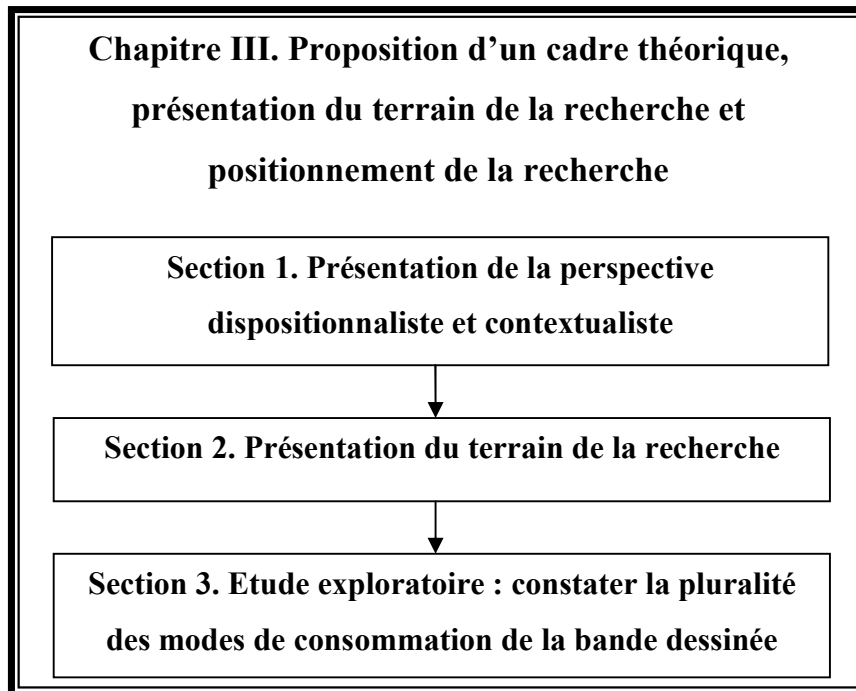 Chapitre III. Proposition d’un cadre théorique,
présentation du terrain de la recherche et
positionnement de la recherche
Section 1. Présentation de la perspective
dispositionnaliste et contextualiste
Section 2. Présentation du terrain de la recherche
Section 3. Etude exploratoire : constater la pluralité
des modes de consommation de la bande dessinée